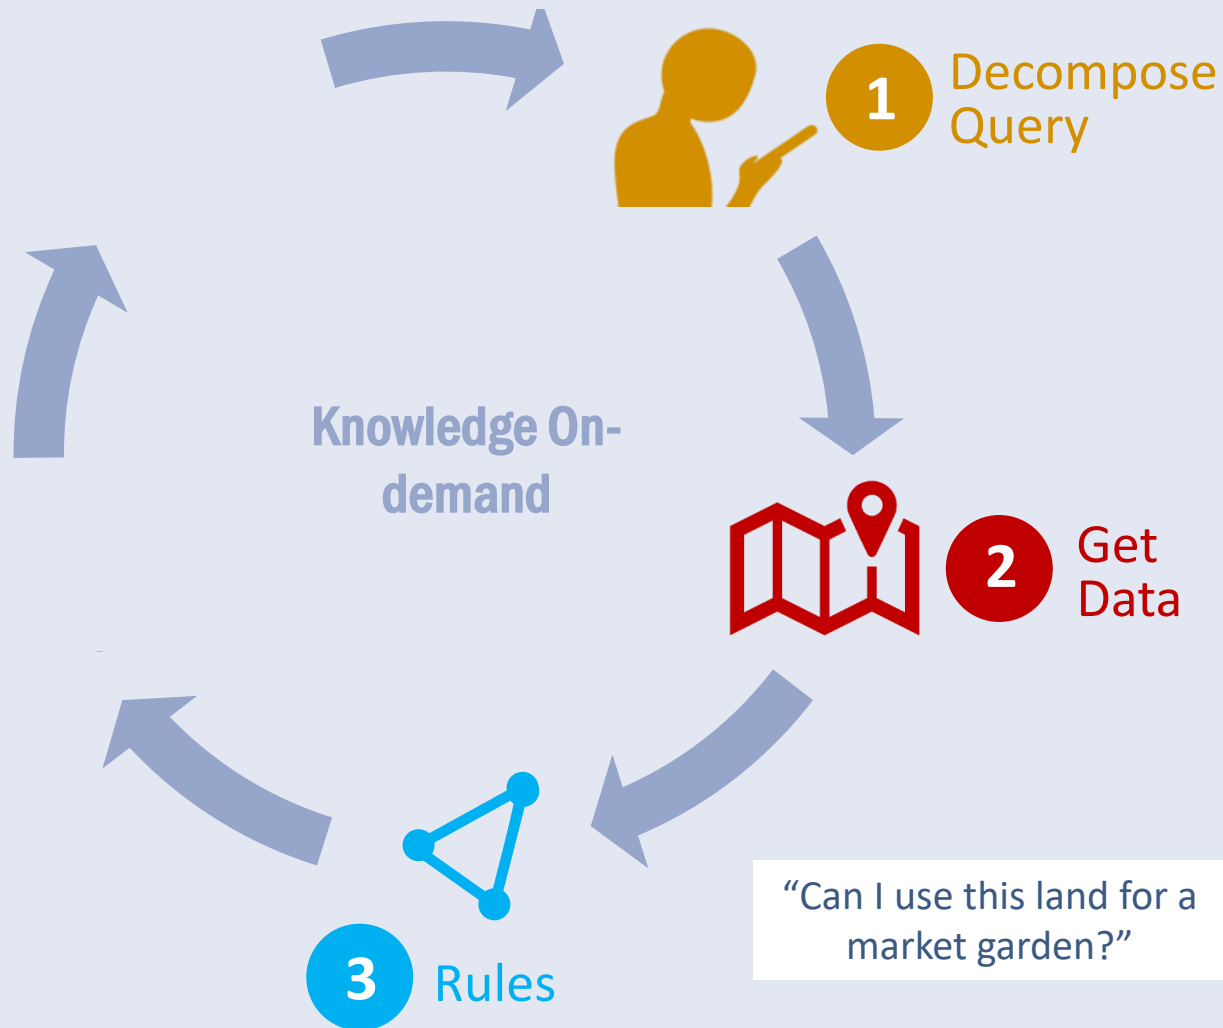 1
Decompose
Query
Knowledge On-
demand
2
Get
Data
“Can I use this land for a
market garden?”
3
Rules